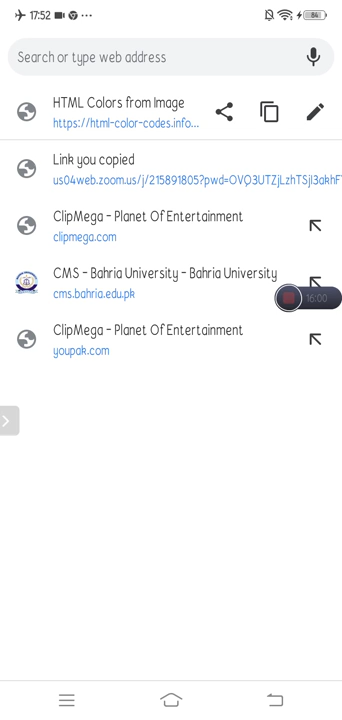 17:52
84
Search or type web address
HTML Colors from Image
https://html-color-codes.info...
Link you copied
us04web.zoom.us/j/215891805?pwd=OVQ3UTZjLzhTSjl3akhF
ClipMega - Planet Of Entertainment
clipmega.com
CMS - Bahria University - Bahria University
cms.bahria.edu.pk
16:00
ClipMega - Planet Of Entertainment
youpak.com